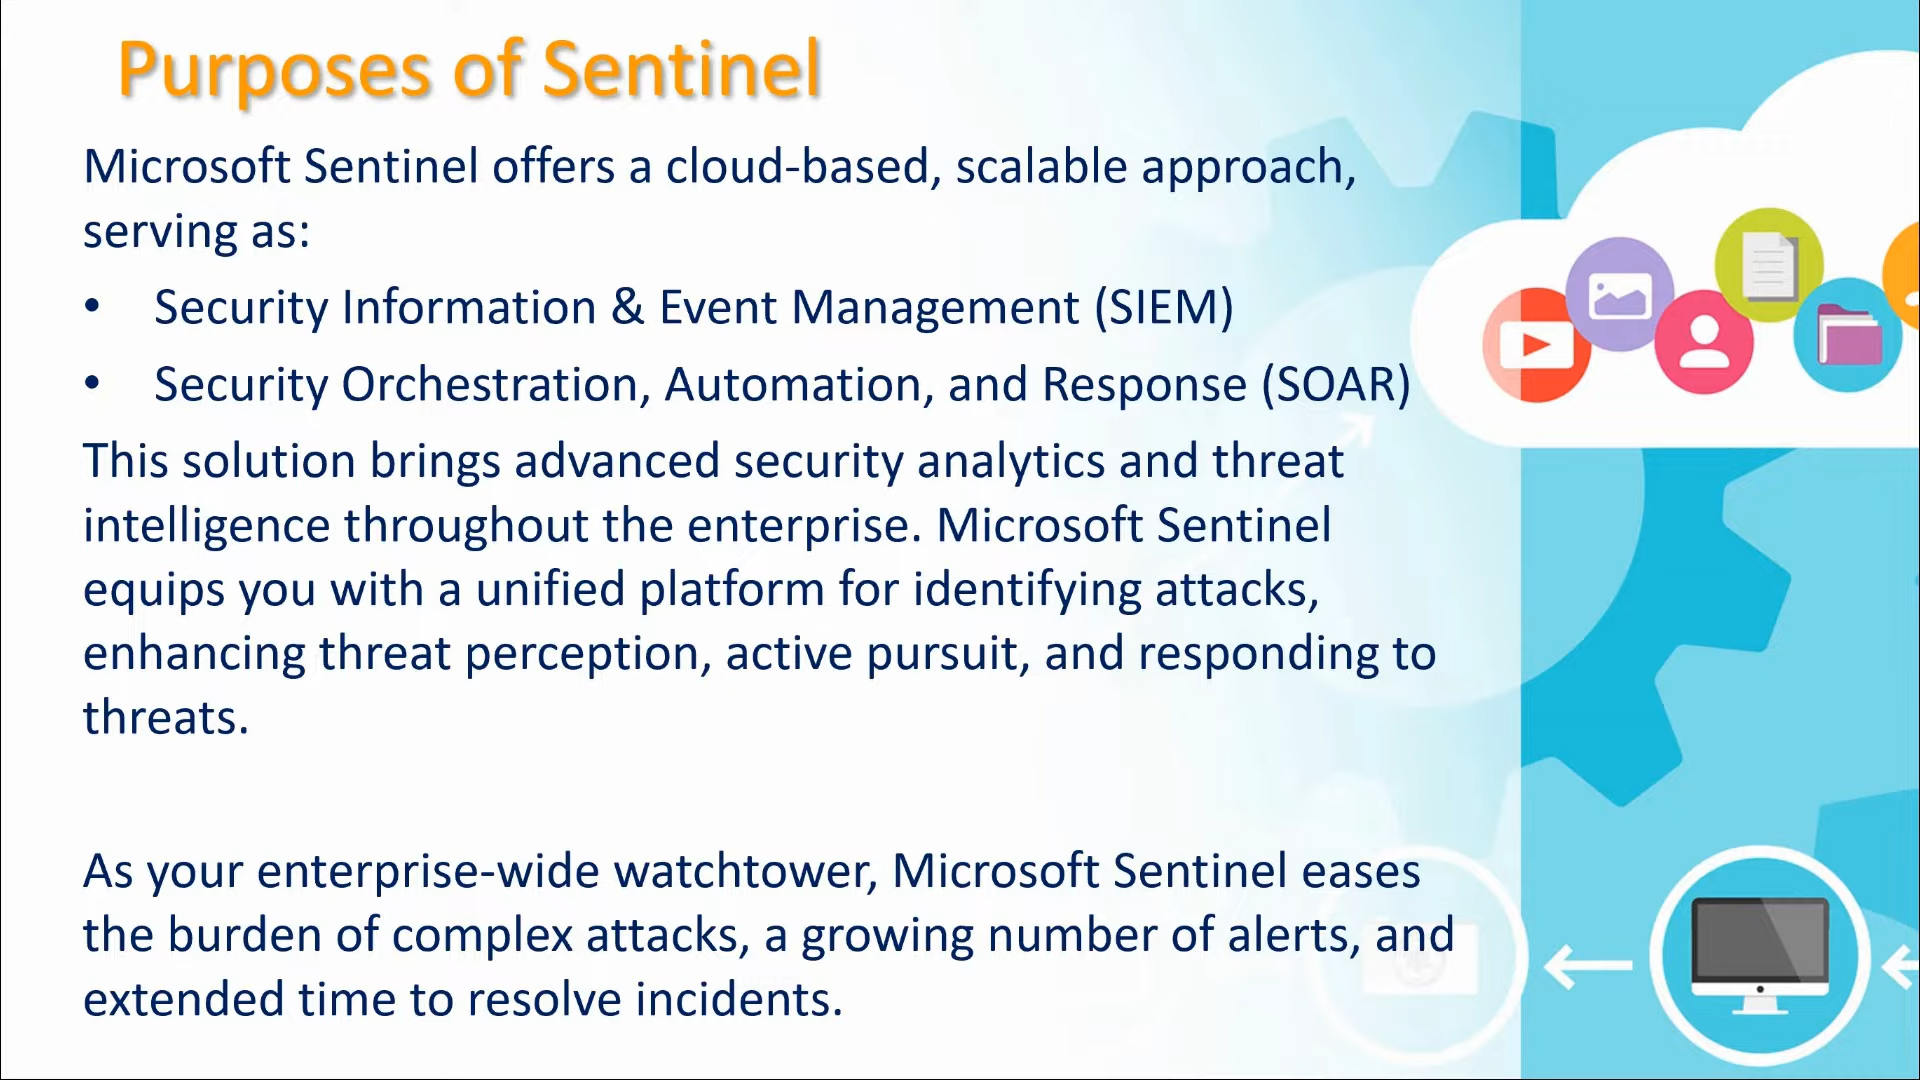 Purposes of Sentinel
Microsoft Sentinel offers a cloud-based, scalable approach,
serving as:
• Security Information & Event Management (SIEM)
• Security Orchestration, Automation, and Response (SOAR)
This solution brings advanced security analytics and threat
intelligence throughout the enterprise. Microsoft Sentinel
equips you with a unified platform for identifying attacks,
enhancing threat perception, active pursuit, and responding to
threats.
As your enterprise-wide watchtower, Microsoft Sentinel eases
the burden of complex attacks, a growing number of alerts, and
extended time to resolve incidents.